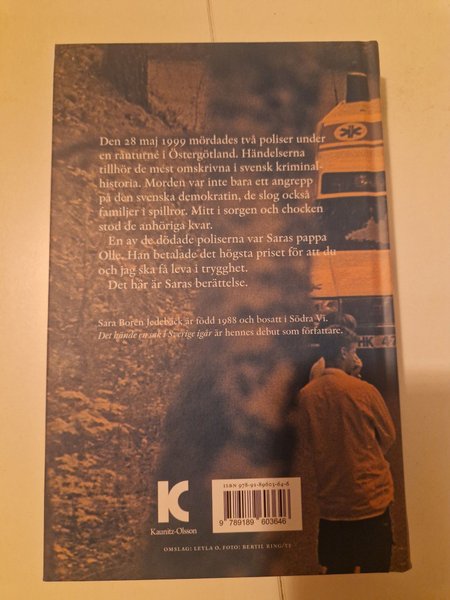 Den 28 maj 1999 mördades två poliser under
en rånturné i Östergötland. Händelserna
tillhör de mest omskrivna i svensk kriminal-
historia. Morden var inte bara ett angrepp
på den svenska demokratin, de slog också
familjer i spillror. Mitt i sorgen och chocken
stod de anhöriga kvar.
En av de dödade poliserna var Saras pappa
Olle. Han betalade det högsta priset för att du
och jag ska få leva i trygghet.
Det här är Saras berättelse.
Sara Borén Jedebäck är född 1988 och bosatt i Södra Vi.
Det hände en sak i Sverige igår är hennes debut som författare.
HK 4
K
Kaunitz-Olsson
ISBN 978-91-89603-64-6
9 789189 603646
OMSLAG: LEYLA O. FOTO: BERTIL RING/TT